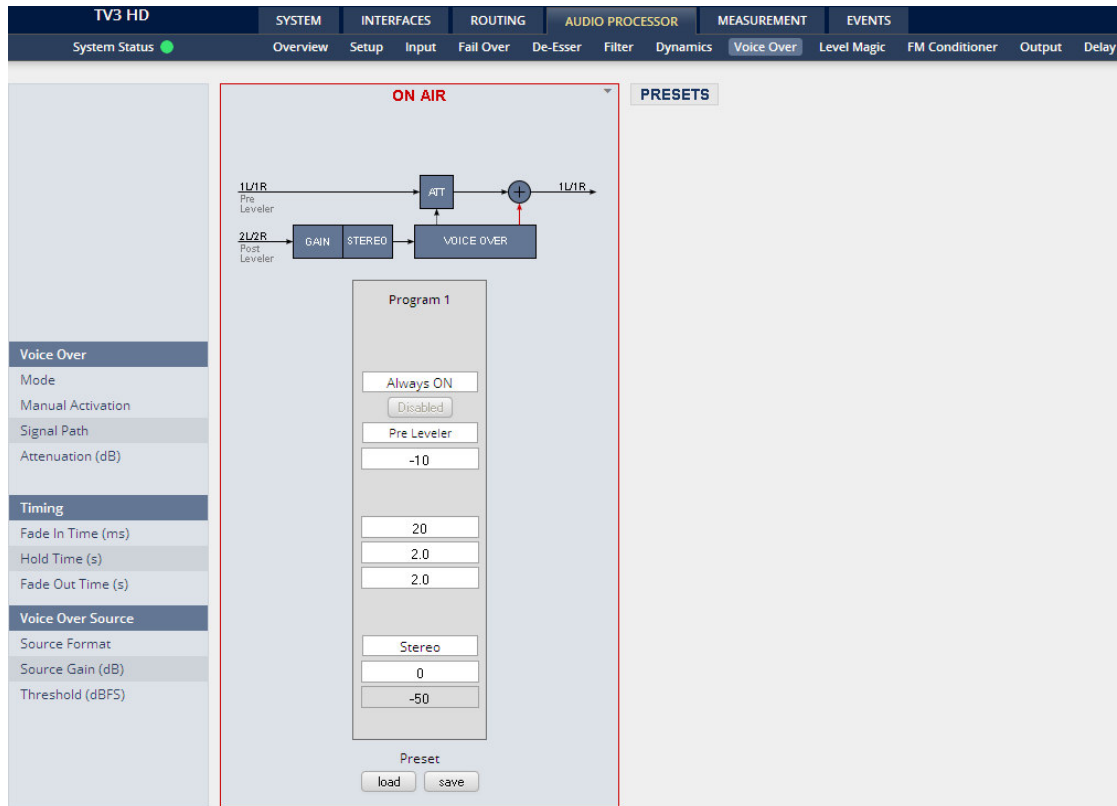 TV3 HD SYSTEM INTERFACES ROUTING AUDIO PROCESSOR MEASUREMENT EVENTS
System Status Overview Setup Input Fail Over De-Esser Filter Dynamics Voice Over Level Magic FM Conditioner Output Delay
ON AIR
PRESETS
1L/1R
Pre
Leveler
ATT
+
1L/1R
2L/2R
Post
Leveler
GAIN
STEREO
VOICE OVER
Program 1
Voice Over
Mode Always ON
Manual Activation Disabled
Signal Path Pre Leveler
Attenuation (dB) -10
Timing
Fade In Time (ms) 20
Hold Time (s) 2.0
Fade Out Time (s) 2.0
Voice Over Source
Source Format Stereo
Source Gain (dB) 0
Threshold (dBFS) -50
Preset
load save